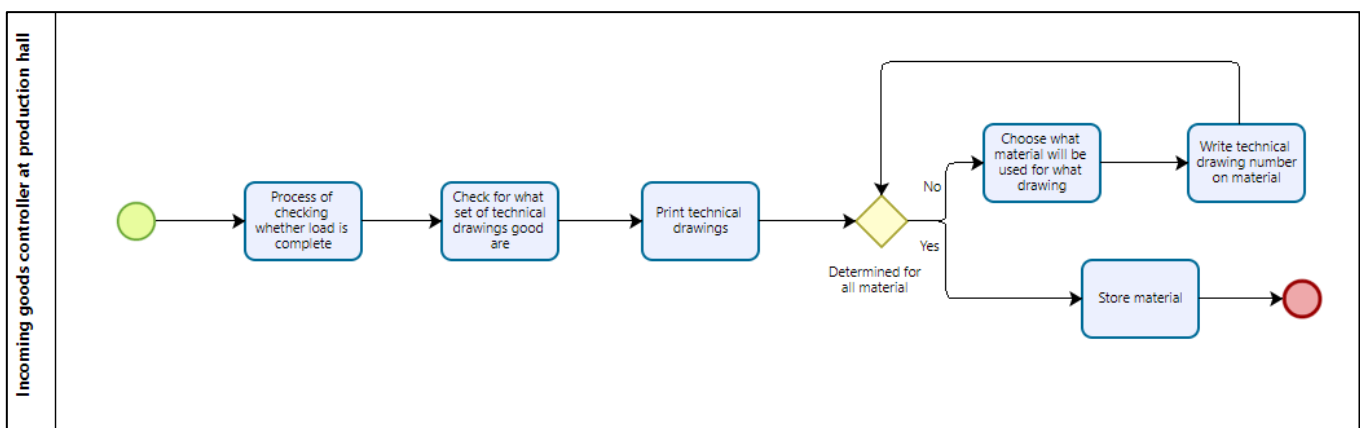 Incoming goods controller at production hall
Process of
checking
whether load is
complete
Check for what
set of technical
drawings good
are
Print technical
drawings
Determined for
all material
No
Yes
Choose what
material will be
used for what
drawing
Write technical
drawing number
on material
Store material